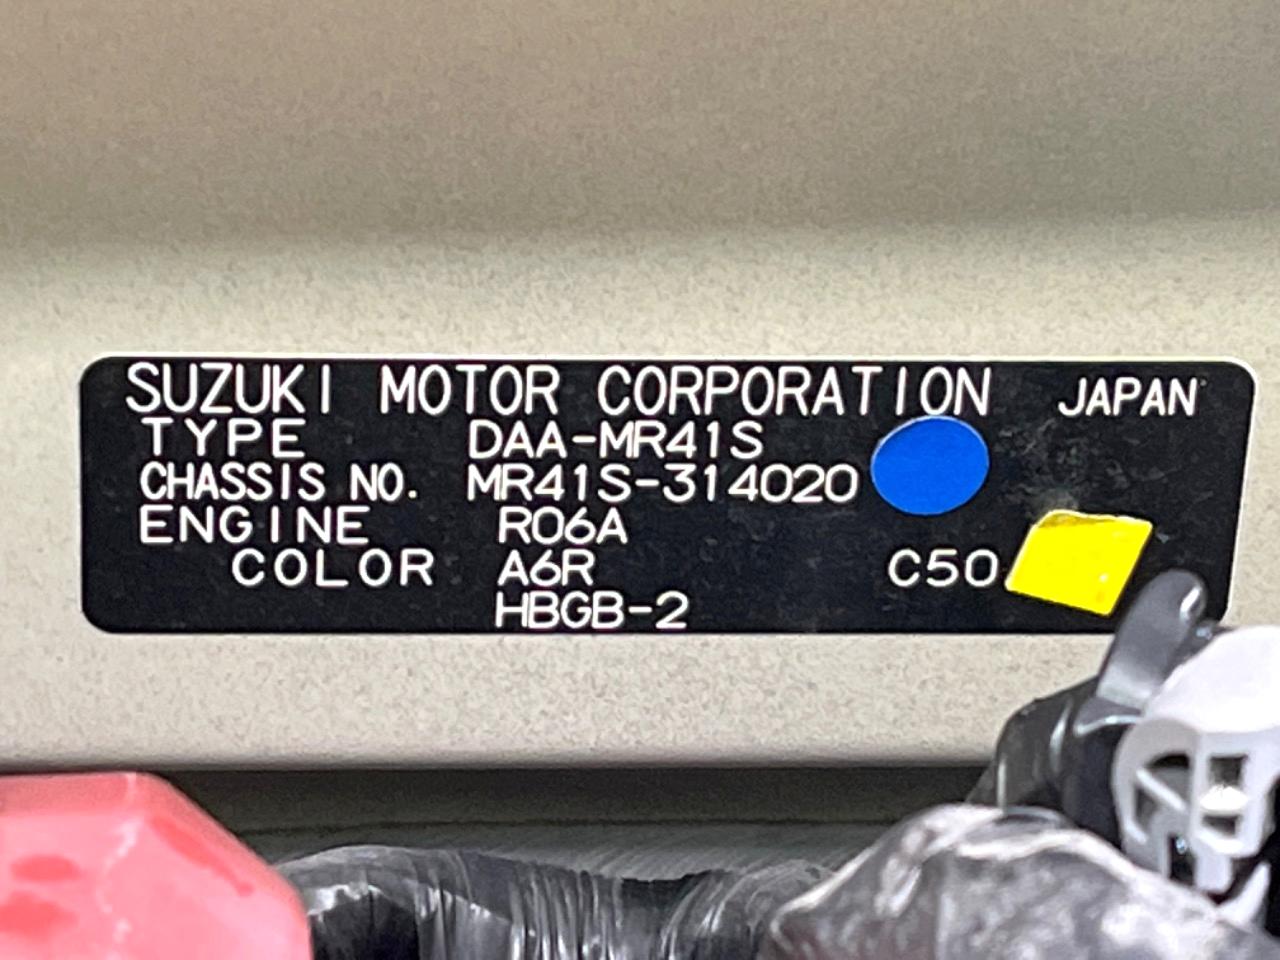 SUZUKI MOTOR CORPORATION JAPAN
TYPE DAA-MR41S
CHASSIS NO. MR41S-314020
ENGINE R06A
COLOR A6R C50
HBGB-2